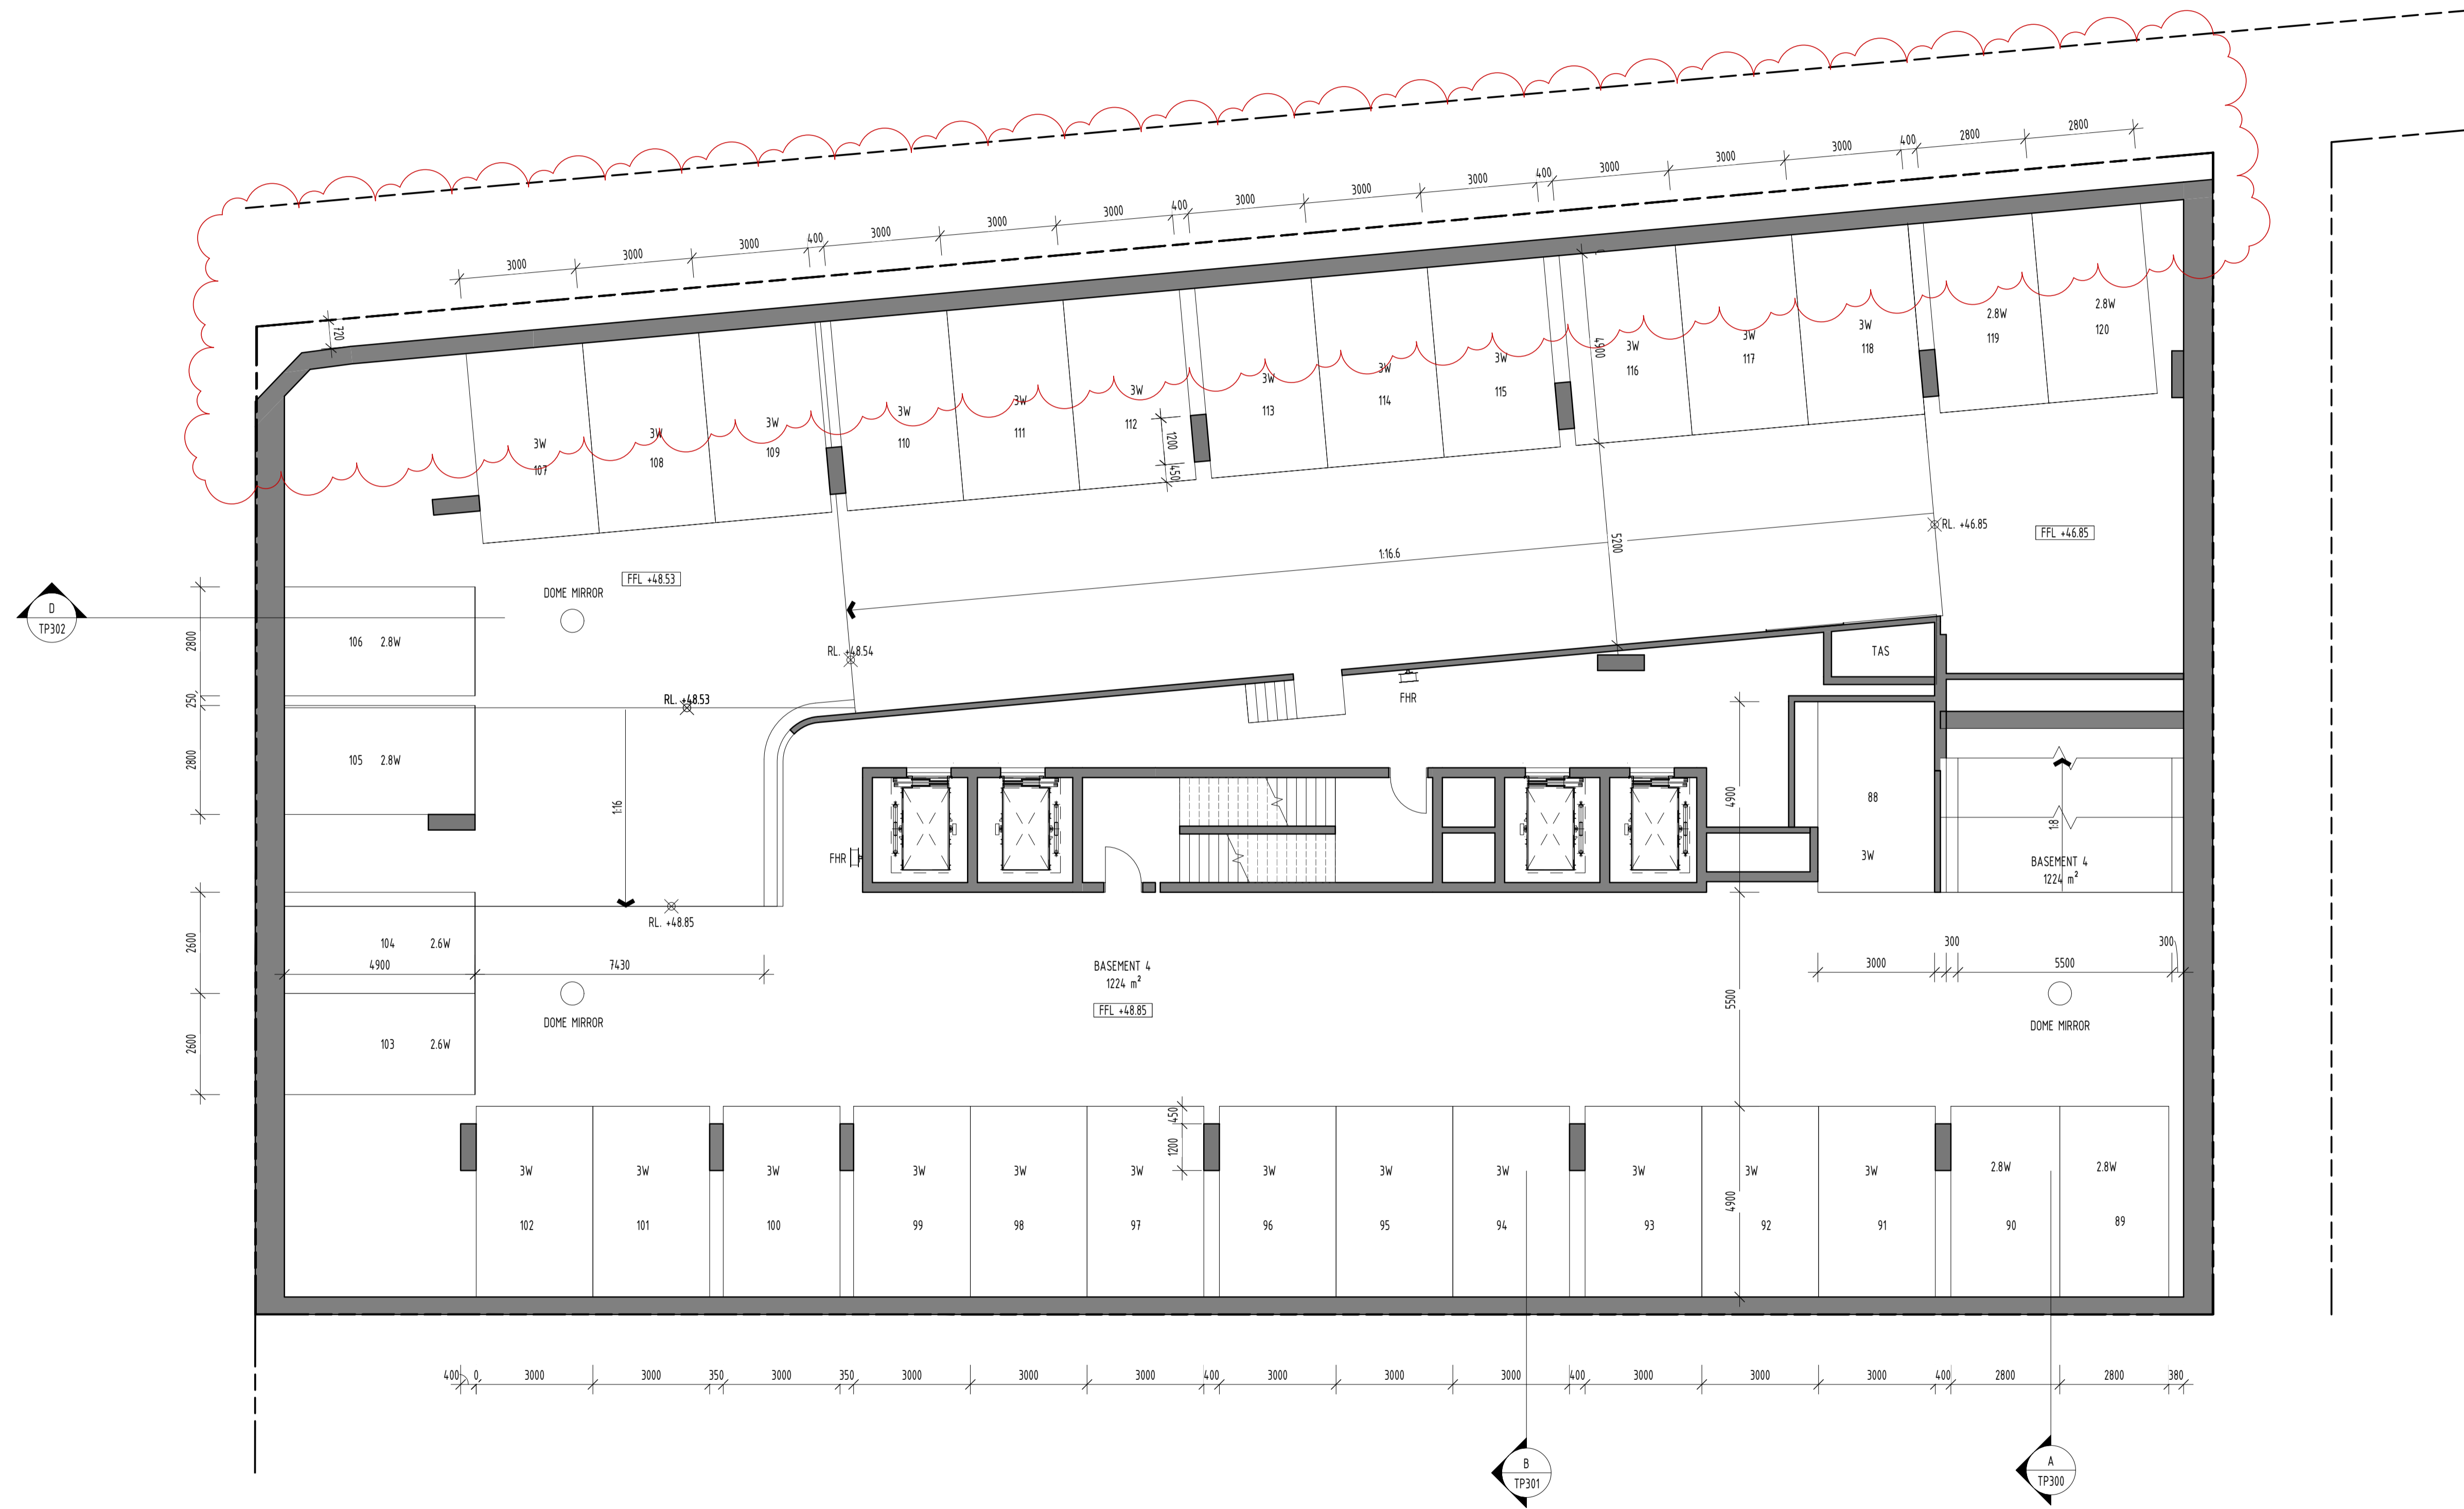 2800
2800
400
3000
3000
3000
400
3000
3000
3000
400
3000
3000
3000
400
3000
3000
3000
720
4900
2.8W
120
2.8W
119
3W
118
3W
117
3W
116
3W
115
3W
114
3W
113
3W
112
3W
111
3W
110
3W
109
3W
108
3W
107
1200
450
5200
1:16.6
RL. +46.85
FFL +46.85
FFL +48.53
DOME MIRROR
D
TP302
2800
250
2800
106 2.8W
105 2.8W
RL. +48.54
RL. +48.53
1:16
TAS
FHR
FHR
4900
88
3W
1:8
BASEMENT 4
1224 m²
RL. +48.85
2600
2600
104 2.6W
4900
7430
103 2.6W
DOME MIRROR
BASEMENT 4
1224 m²
FFL +48.85
5500
3000
300
5500
300
DOME MIRROR
450
1200
4900
3W
3W
3W
3W
3W
3W
3W
3W
3W
3W
3W
3W
2.8W
2.8W
102
101
100
99
98
97
96
95
94
93
92
91
90
89
400
0
3000
3000
350
3000
350
3000
3000
3000
400
3000
3000
3000
400
3000
3000
3000
400
2800
2800
380
B
TP301
A
TP300